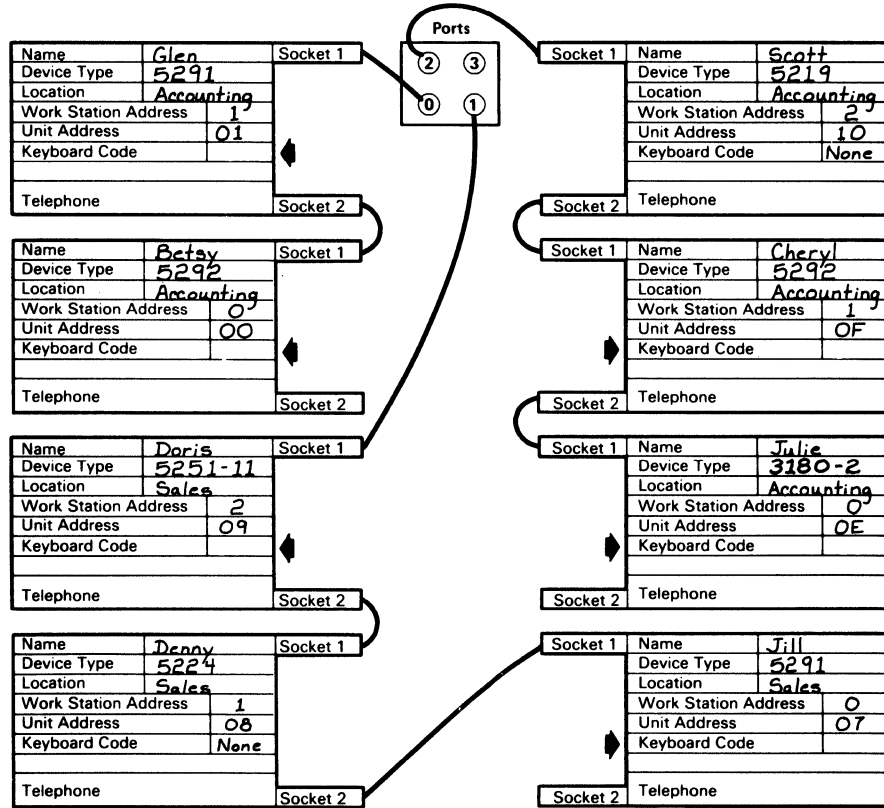 Ports
2 3
0 1
Name Glen Socket 1
Device Type 5291
Location Accounting
Work Station Address 1
Unit Address 01
Keyboard Code
Telephone
Socket 2
Name Betsy Socket 1
Device Type 5292
Location Accounting
Work Station Address 0
Unit Address 00
Keyboard Code
Telephone
Socket 2
Name Doris Socket 1
Device Type 5251-11
Location Sales
Work Station Address 2
Unit Address 09
Keyboard Code
Telephone
Socket 2
Name Denny Socket 1
Device Type 5224
Location Sales
Work Station Address 1
Unit Address 08
Keyboard Code None
Telephone
Socket 2
Socket 1 Name Scott
Device Type 5219
Location Accounting
Work Station Address 2
Unit Address 10
Keyboard Code None
Socket 2 Telephone
Socket 1 Name Cheryl
Device Type 5292
Location Accounting
Work Station Address 1
Unit Address 0F
Keyboard Code
Socket 2 Telephone
Socket 1 Name Julie
Device Type 3180-2
Location Accounting
Work Station Address 0
Unit Address 0E
Keyboard Code
Socket 2 Telephone
Socket 1 Name Jill
Device Type 5291
Location Sales
Work Station Address 0
Unit Address 07
Keyboard Code
Socket 2 Telephone